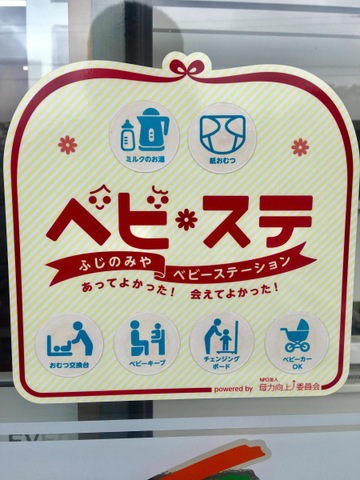 ミルクのお湯 紙おむつ
ベビ＊ステ
ふじのみや ベビーステーション
あってよかった! 会えてよかった!
おむつ交換台 ベビーキープ チェンジング ベビーカー
ボード OK
powered by NPO法人 母力向上委員会